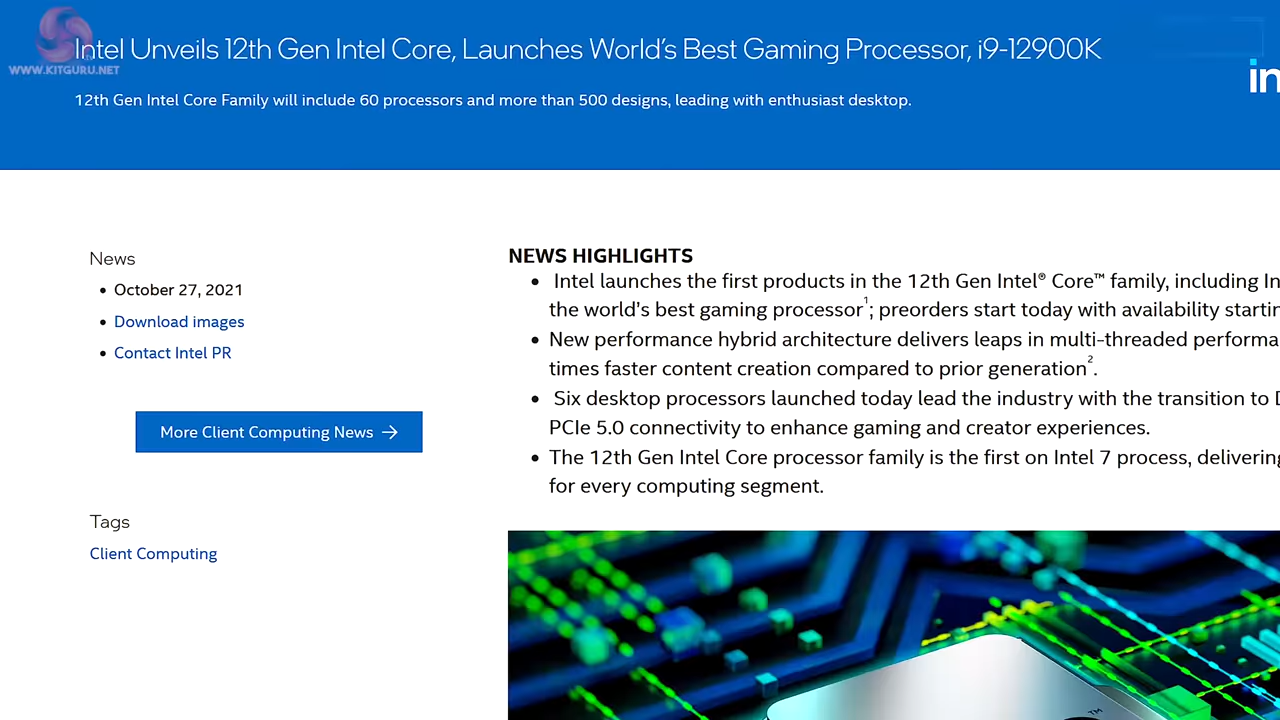 Intel Unveils 12th Gen Intel Core, Launches World's Best Gaming Processor, i9-12900K
WWW.KITGURU.NET
in
12th Gen Intel Core Family will include 60 processors and more than 500 designs, leading with enthusiast desktop.
News
• October 27, 2021
• Download images
• Contact Intel PR
More Client Computing News →
Tags
Client Computing
NEWS HIGHLIGHTS
• Intel launches the first products in the 12th Gen Intel® Core™ family, including In
the world's best gaming processor¹; preorders start today with availability startin
• New performance hybrid architecture delivers leaps in multi-threaded performa
times faster content creation compared to prior generation².
• Six desktop processors launched today lead the industry with the transition to D
PCIe 5.0 connectivity to enhance gaming and creator experiences.
• The 12th Gen Intel Core processor family is the first on Intel 7 process, delivering
for every computing segment.
™